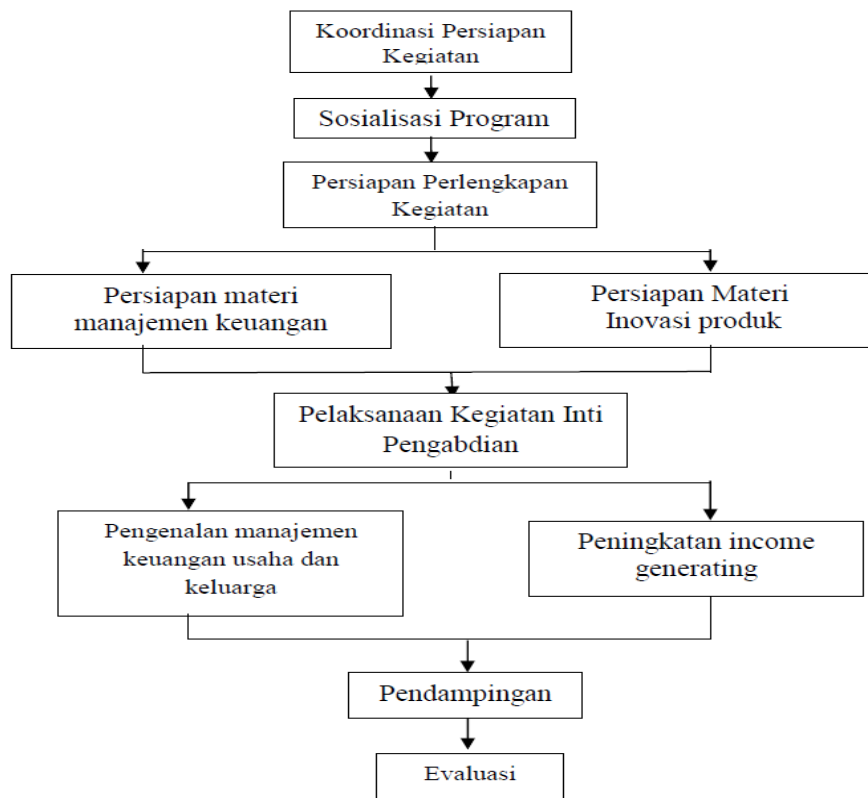 Koordinasi Persiapan
Kegiatan
Sosialisasi Program
Persiapan Perlengkapan
Kegiatan
Persiapan materi
manajemen keuangan
Persiapan Materi
Inovasi produk
Pelaksanaan Kegiatan Inti
Pengabdian
Pengenalan manajemen
keuangan usaha dan
keluarga
Peningkatan income
generating
Pendampingan
Evaluasi